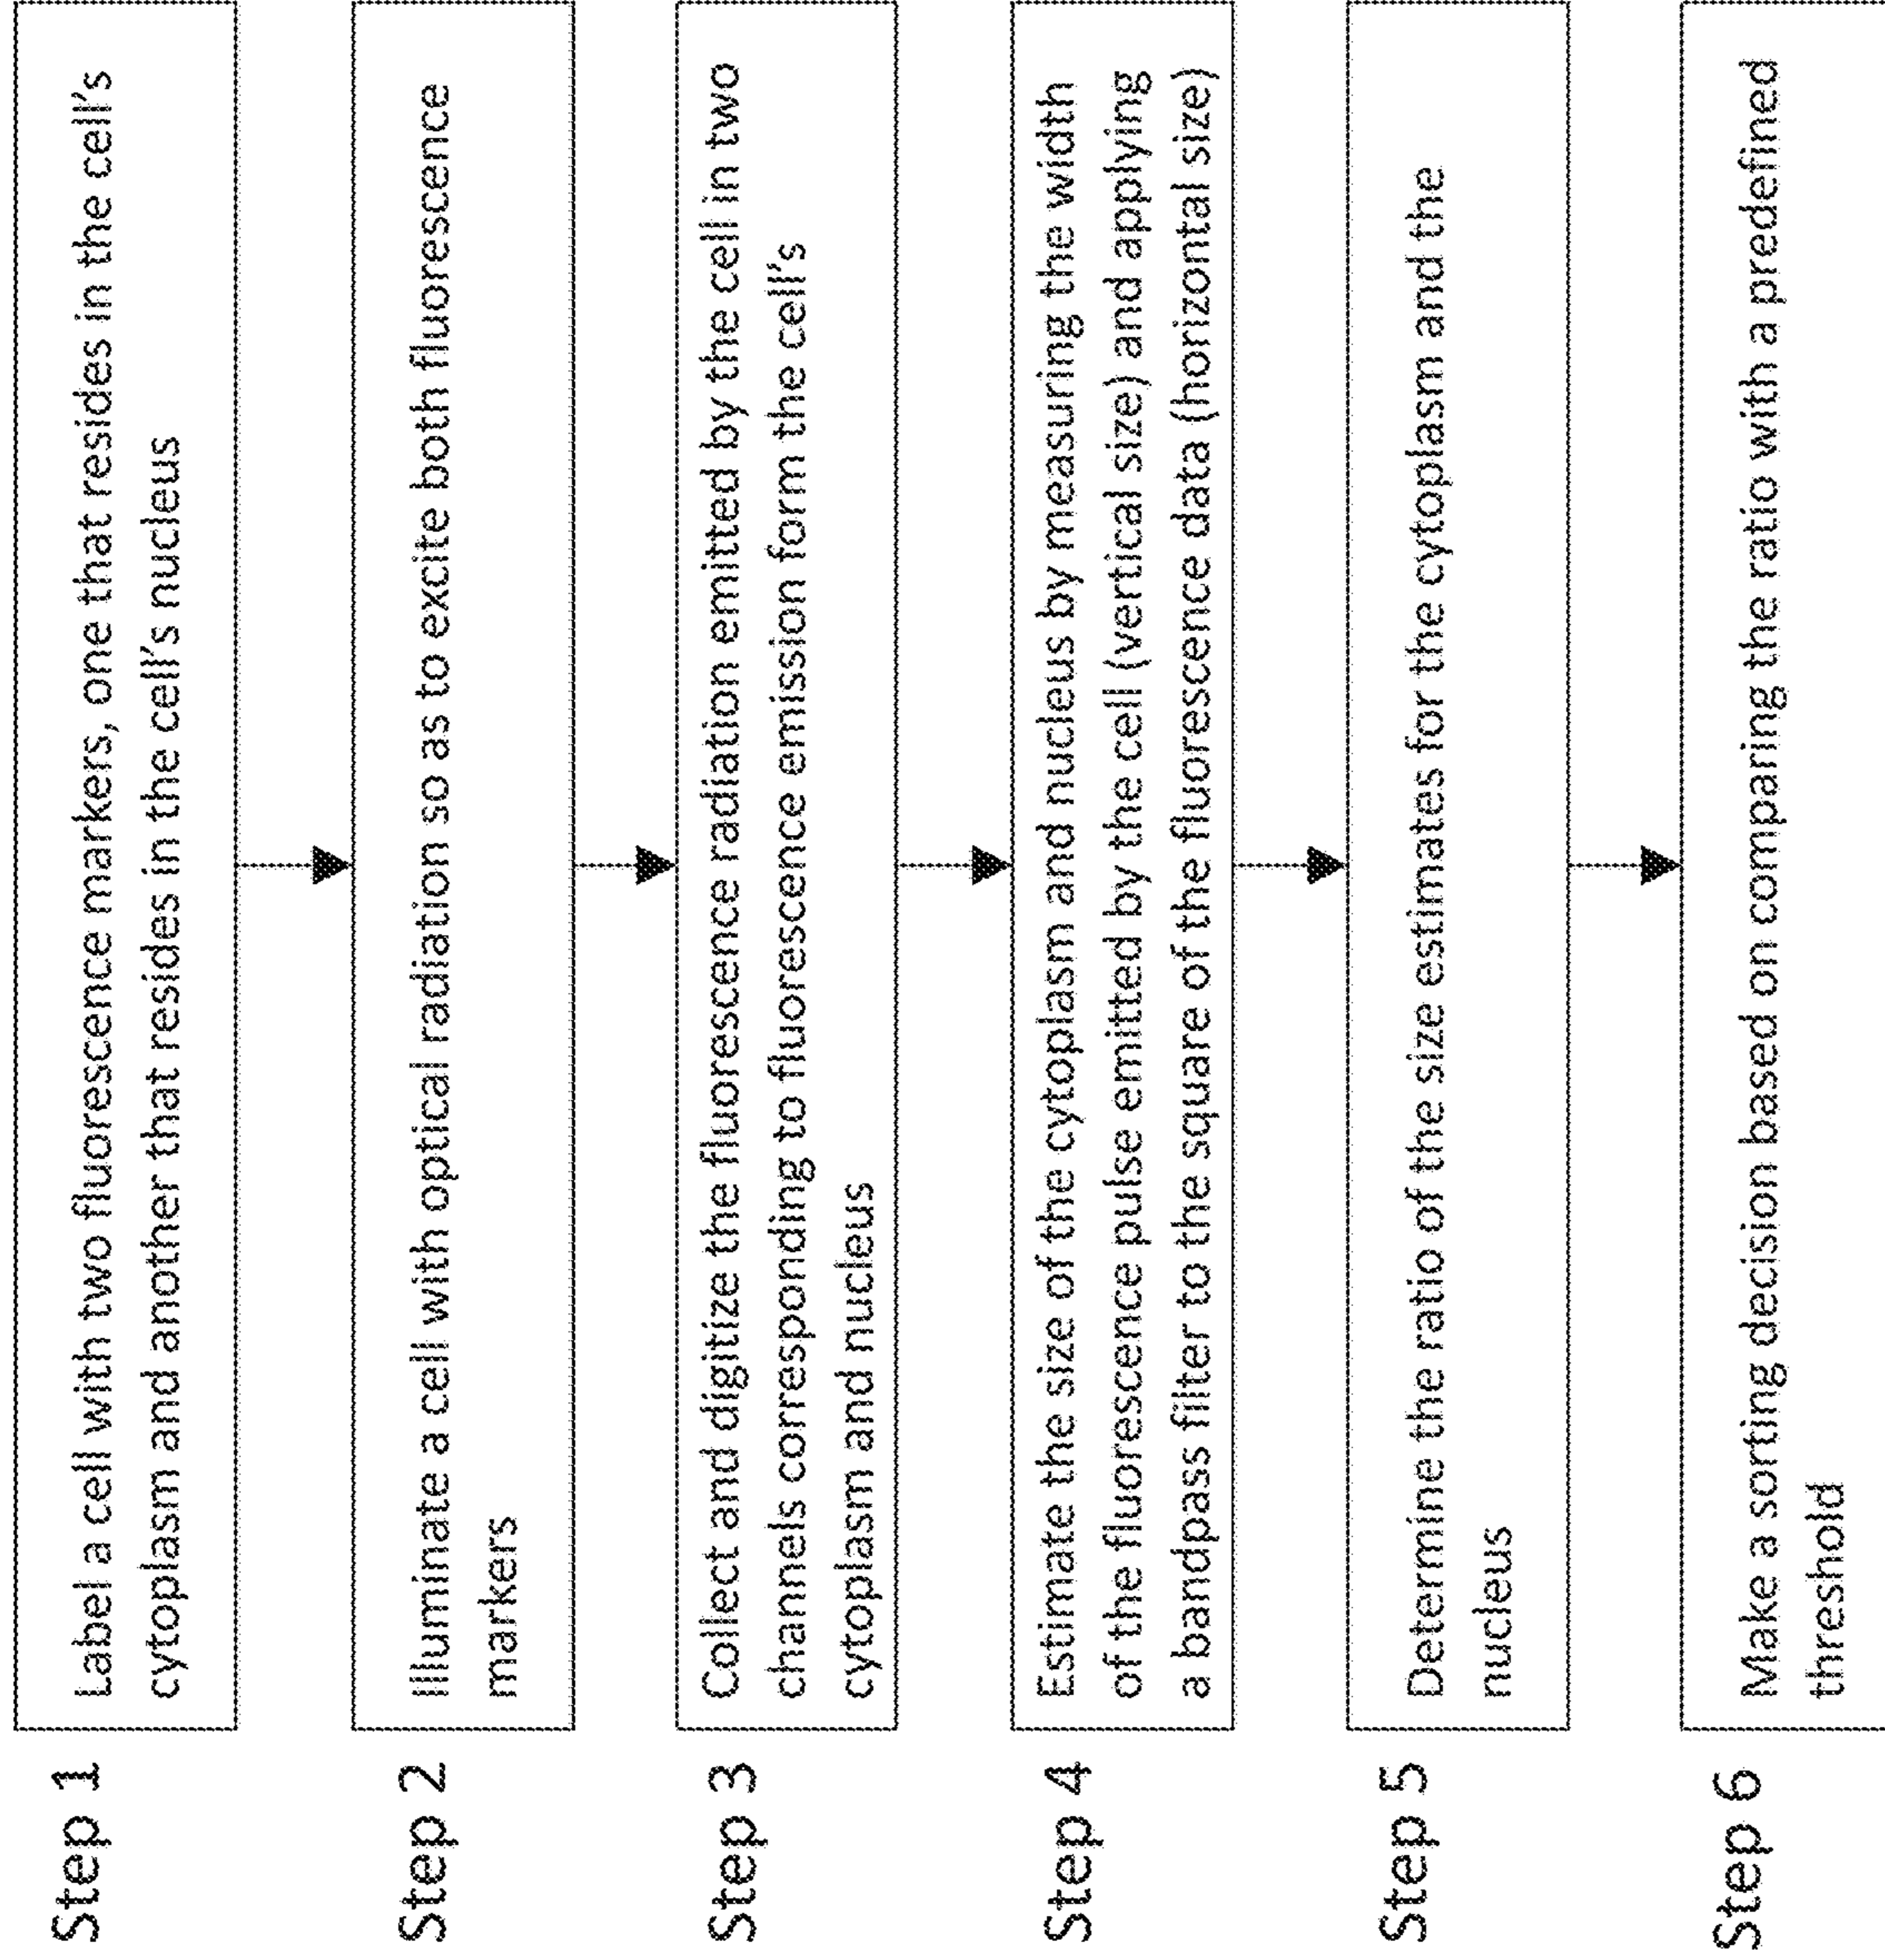 Step 1
Label a cell with two fluorescence markers, one that resides in the cell's
cytoplasm and another that resides in the cell's nucleus
Step 2
Illuminate a cell with optical radiation so as to excite both fluorescence
markers
Step 3
Collect and digitize the fluorescence radiation emitted by the cell in two
channels corresponding to fluorescence emission form the cell's
cytoplasm and nucleus
Step 4
Estimate the size of the cytoplasm and nucleus by measuring the width
of the fluorescence pulse emitted by the cell (vertical size) and applying
a bandpass filter to the square of the fluorescence data (horizontal size)
Step 5
Determine the ratio of the size estimates for the cytoplasm and the
nucleus
Step 6
Make a sorting decision based on comparing the ratio with a predefined
threshold